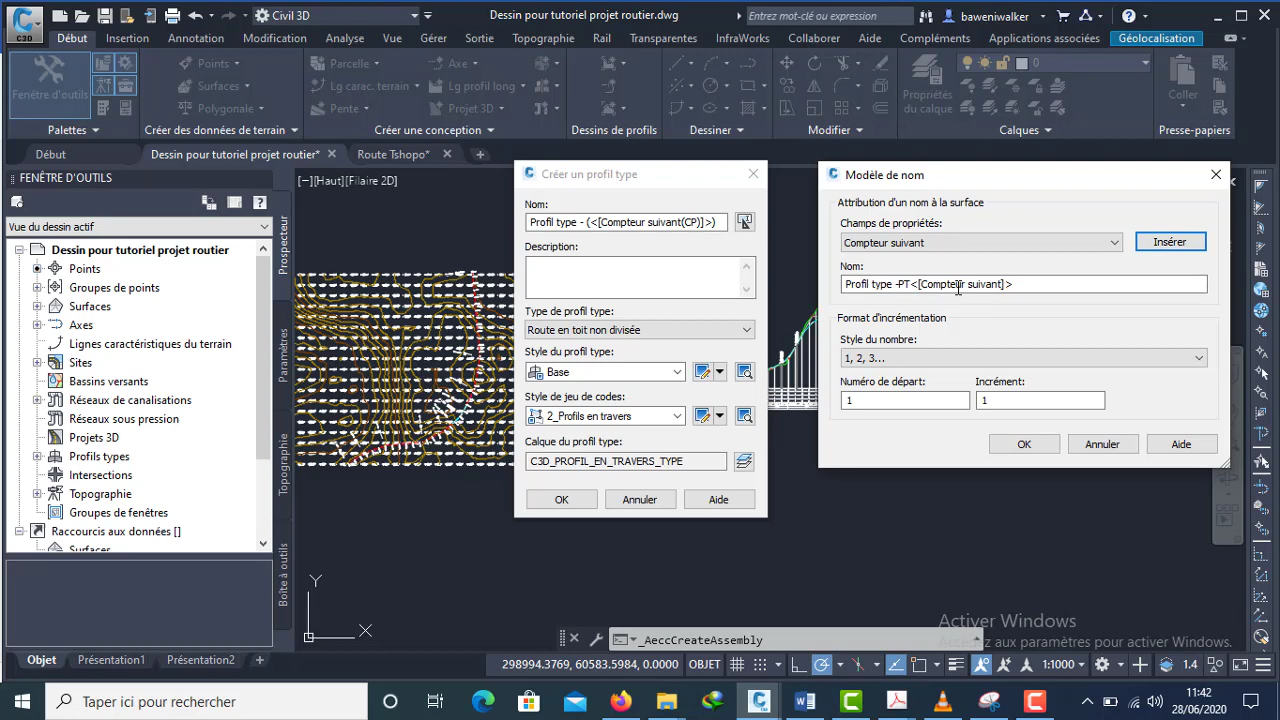 C3D
Civil 3D
Dessin pour tutoriel projet routier.dwg
Entrez mot-clé ou expression
baweniwalker
Début Insertion Annotation Modification Analyse Vue Gérer Sortie Topographie Rail Transparentes InfraWorks Collaborer Aide Compléments Applications associées Géolocalisation
Fenêtre d'outils
Points
Surfaces
Polygonale
Parcelle
Lg carac. terrain
Pente
Axe
Lg profil long
Projet 3D
Propriétés du calque
0
Coller
Palettes
Créer des données de terrain
Créer une conception
Dessins de profils
Dessiner
Modifier
Calques
Presse-papiers
Début
Dessin pour tutoriel projet routier*
Route Tshopo*
FENÊTRE D'OUTILS
Vue du dessin actif
Dessin pour tutoriel projet routier
Points
Groupes de points
Surfaces
Axes
Lignes caractéristiques du terrain
Sites
Bassins versants
Réseaux de canalisations
Réseaux sous pression
Projets 3D
Profils types
Intersections
Topographie
Groupes de fenêtres
Raccourcis aux données []
Surfaces
Prospecteur
Paramètres
Topographie
Boîte à outils
[−][Haut][Filaire 2D]
Créer un profil type
Nom:
Profil type - (<[Compteur suivant(CP)]>)
Description:
Type de profil type:
Route en toit non divisée
Style du profil type:
Base
Style de jeu de codes:
2_Profils en travers
Calque du profil type:
C3D_PROFIL_EN_TRAVERS_TYPE
OK
Annuler
Aide
Modèle de nom
Attribution d'un nom à la surface
Champs de propriétés:
Compteur suivant
Insérer
Nom:
Profil type -PT<[Compteur suivant]>
Format d'incrémentation
Style du nombre:
1, 2, 3...
Numéro de départ:
Incrément:
1
1
OK
Annuler
Aide
Y
X
Activer Windows
Accédez aux paramètres pour activer Windows.
_AeccCreateAssembly
Objet
Présentation1
Présentation2
298994.3769, 60583.5984, 0.0000
OBJET
1:1000
1.4
Taper ici pour rechercher
11:42
28/06/2020